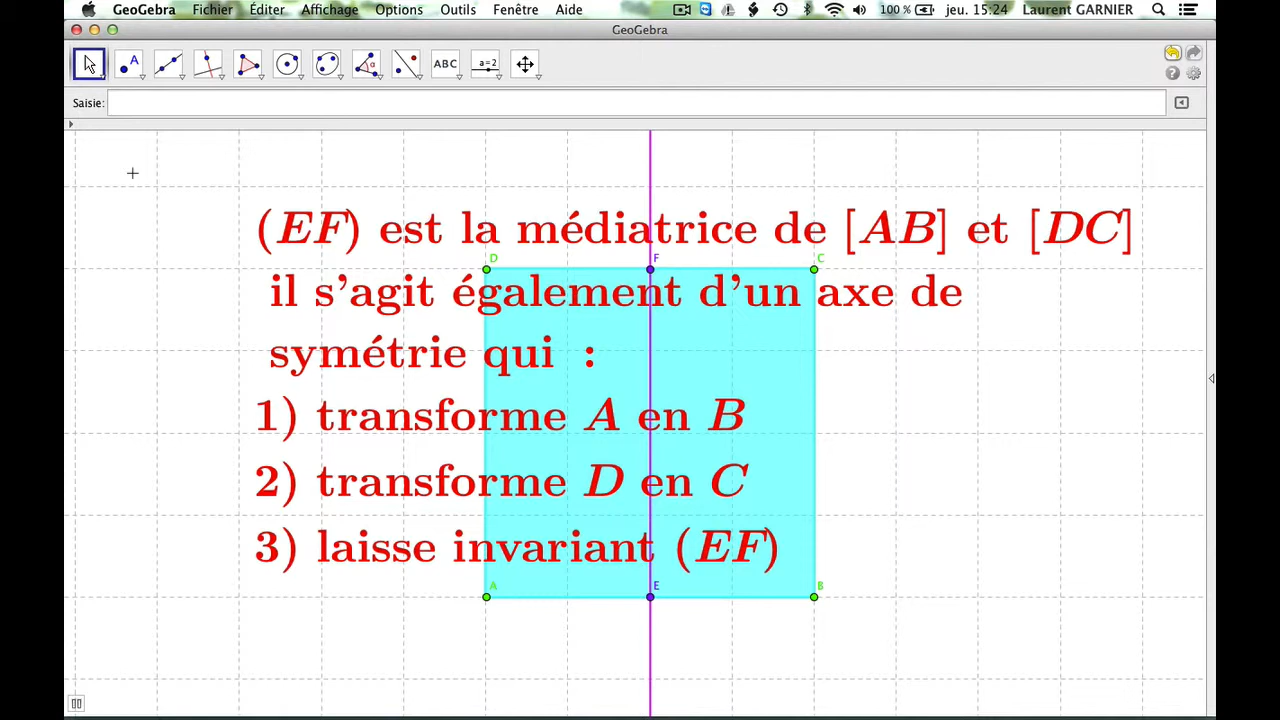 GeoGebra Fichier Éditer Affichage Options Outils Fenêtre Aide 100 % jeu. 15:24 Laurent GARNIER
GeoGebra
A ABC a=2
Saisie:
(EF) est la médiatrice de [AB] et [DC]
D F C
il s'agit également d'un axe de
symétrie qui :
1) transforme A en B
2) transforme D en C
3) laisse invariant (EF)
A E B